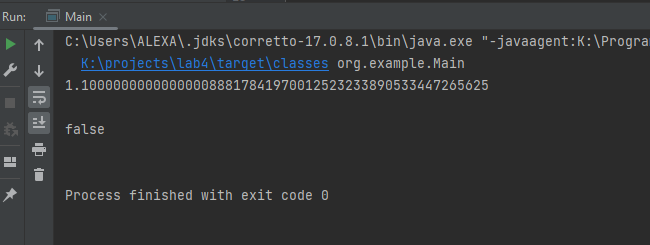 Run: Main ×
C:\Users\ALEXA\.jdks\corretto-17.0.8.1\bin\java.exe "-javaagent:K:\Progra
K:\projects\lab4\target\classes org.example.Main
1.100000000000000088817841970012523233890533447265625
false
Process finished with exit code 0